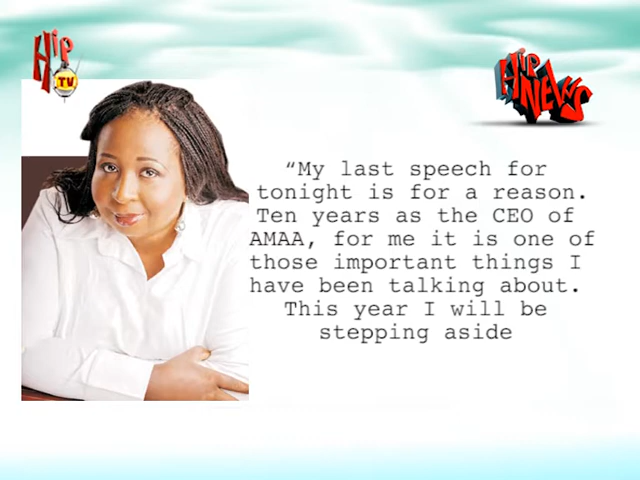 HIP
TV
HIP
NEWS
“My last speech for
tonight is for a reason.
Ten years as the CEO of
AMAA, for me it is one of
those important things I
have been talking about.
This year I will be
stepping aside